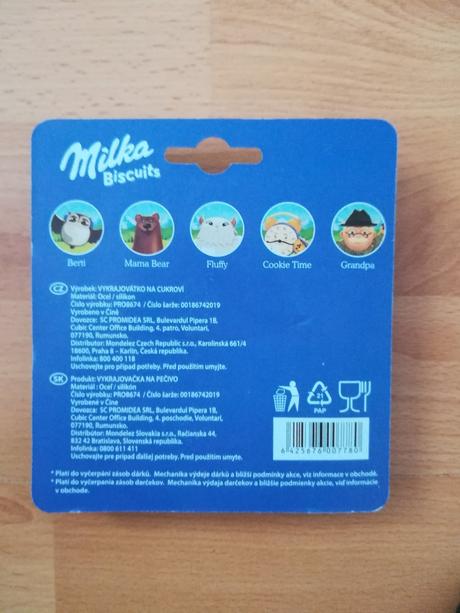 Milka
Biscuits
Berti
Mama Bear
Fluffy
Cookie Time
Grandpa
CZ Výrobek: VYKRAJOVÁTKO NA CUKROVÍ
Materiál: Ocel / silikon
Číslo výrobku: PRO8674 / Číslo šarže: 00186742019
Vyrobeno v Číně
Dovozce: SC PROMIDEA SRL, Bulevardul Pipera 1B,
Cubic Center Office Building, 4. patro, Voluntari,
077190, Rumunsko.
Distributor: Mondelez Czech Republic s.r.o., Karolinská 661/4
18600, Praha 8 – Karlín, Česká republika.
Infolinka: 800 400 118
Uschovejte pro případ potřeby. Před použitím umyjte.
SK Produkt: VYKRAJOVAČKA NA PEČIVO
Materiál : Oceľ / silikón
Číslo výrobku: PRO8674 / Číslo šarže: 00186742019
Vyrobené v Číne
Dovozca: SC PROMIDEA SRL, Bulevardul Pipera 1B,
Cubic Center Office Building, 4. poschodie, Voluntari,
077190, Rumunsko.
Distribútor: Mondelez Slovakia s.r.o., Račianska 44,
832 42 Bratislava, Slovenská republika.
Infolinka: 0800 611 411
Uschovajte pre prípad ďalšej potreby. Pred použitím umyte.
21
PAP
6 425676 007780
* Platí do vyčerpání zásob dárků. Mechanika výdeje dárků a bližší podmínky akce, viz informace v obchodě.
* Platí do vyčerpania zásob darčekov. Mechanika výdaja darčekov a bližšie podmienky akcie, viď informácie
v obchode.